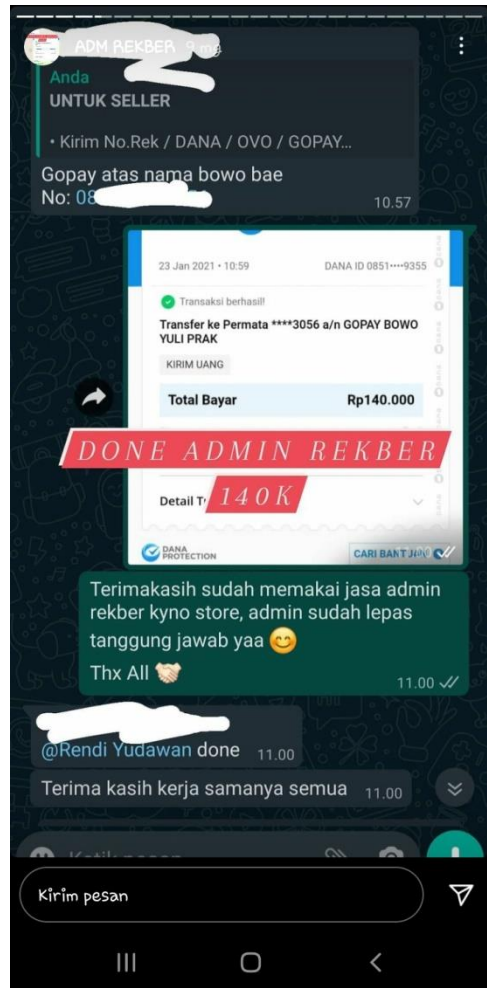 ADM REKBER 9 mg
Anda
UNTUK SELLER
• Kirim No.Rek / DANA / OVO / GOPAY...
Gopay atas nama bowo bae
No: 08
10.57
23 Jan 2021 • 10:59 DANA ID 0851••••9355
Transaksi berhasil!
Transfer ke Permata ****3056 a/n GOPAY BOWO
YULI PRAK
KIRIM UANG
Total Bayar Rp140.000
DONE ADMIN REKBER
140K
Detail
DANA
PROTECTION
CARI
Terimakasih sudah memakai jasa admin
rekber kyno store, admin sudah lepas
tanggung jawab yaa 😊
Thx All 🤝🏻
11.00
@Rendi Yudawan done 11.00
Terima kasih kerja samanya semua 11.00
Ketik pesan
Kirim pesan